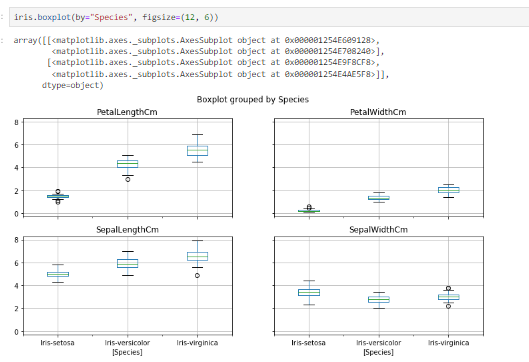 iris.boxplot(by="Species", figsize=(12, 6))
array([[<matplotlib.axes._subplots.AxesSubplot object at 0x000001254E609128>,
<matplotlib.axes._subplots.AxesSubplot object at 0x000001254E708240>],
[<matplotlib.axes._subplots.AxesSubplot object at 0x000001254E9F8CF8>,
<matplotlib.axes._subplots.AxesSubplot object at 0x000001254E4AE5F8>]],
dtype=object)
Boxplot grouped by Species
PetalLengthCm
PetalWidthCm
8
6
4
2
0
SepalLengthCm
SepalWidthCm
8
6
4
2
0
Iris-setosa Iris-versicolor Iris-virginica
[Species]
Iris-setosa Iris-versicolor Iris-virginica
[Species]